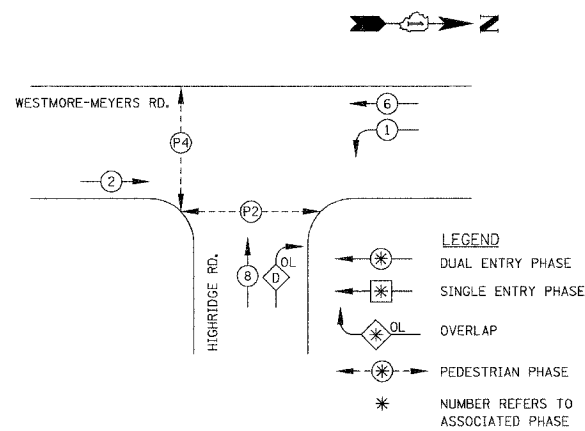 N
WESTMORE-MEYERS RD.
6
1
P4
2
P2
HIGHRIDGE RD.
8
D
OL
LEGEND
* DUAL ENTRY PHASE
* SINGLE ENTRY PHASE
* OL OVERLAP
* PEDESTRIAN PHASE
* NUMBER REFERS TO
ASSOCIATED PHASE